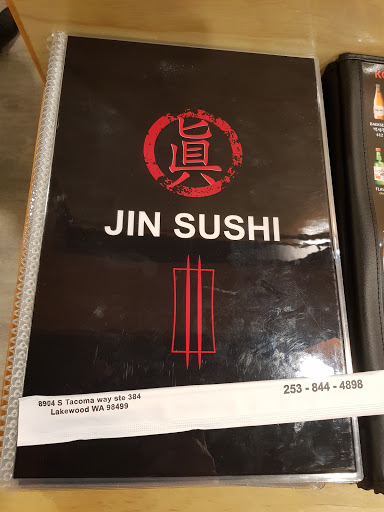 眞
JIN SUSHI
8904 S Tacoma way ste 384
Lakewood WA 98499
253 - 844 - 4898